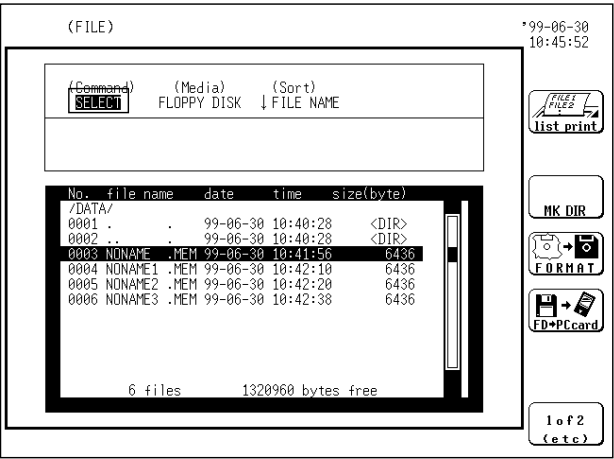 (FILE)
'99-06-30
10:45:52
(Command) (Media) (Sort)
SELECT FLOPPY DISK ↓FILE NAME
FILE1
FILE2
list print
No. file name date time size(byte)
/DATA/
0001 . . 99-06-30 10:40:28 <DIR>
0002 .. . 99-06-30 10:40:28 <DIR>
0003 NONAME .MEM 99-06-30 10:41:56 6436
0004 NONAME1 .MEM 99-06-30 10:42:10 6436
0005 NONAME2 .MEM 99-06-30 10:42:20 6436
0006 NONAME3 .MEM 99-06-30 10:42:38 6436
6 files 1320960 bytes free
MK DIR
FORMAT
FD→PCcard
1of2
(etc)